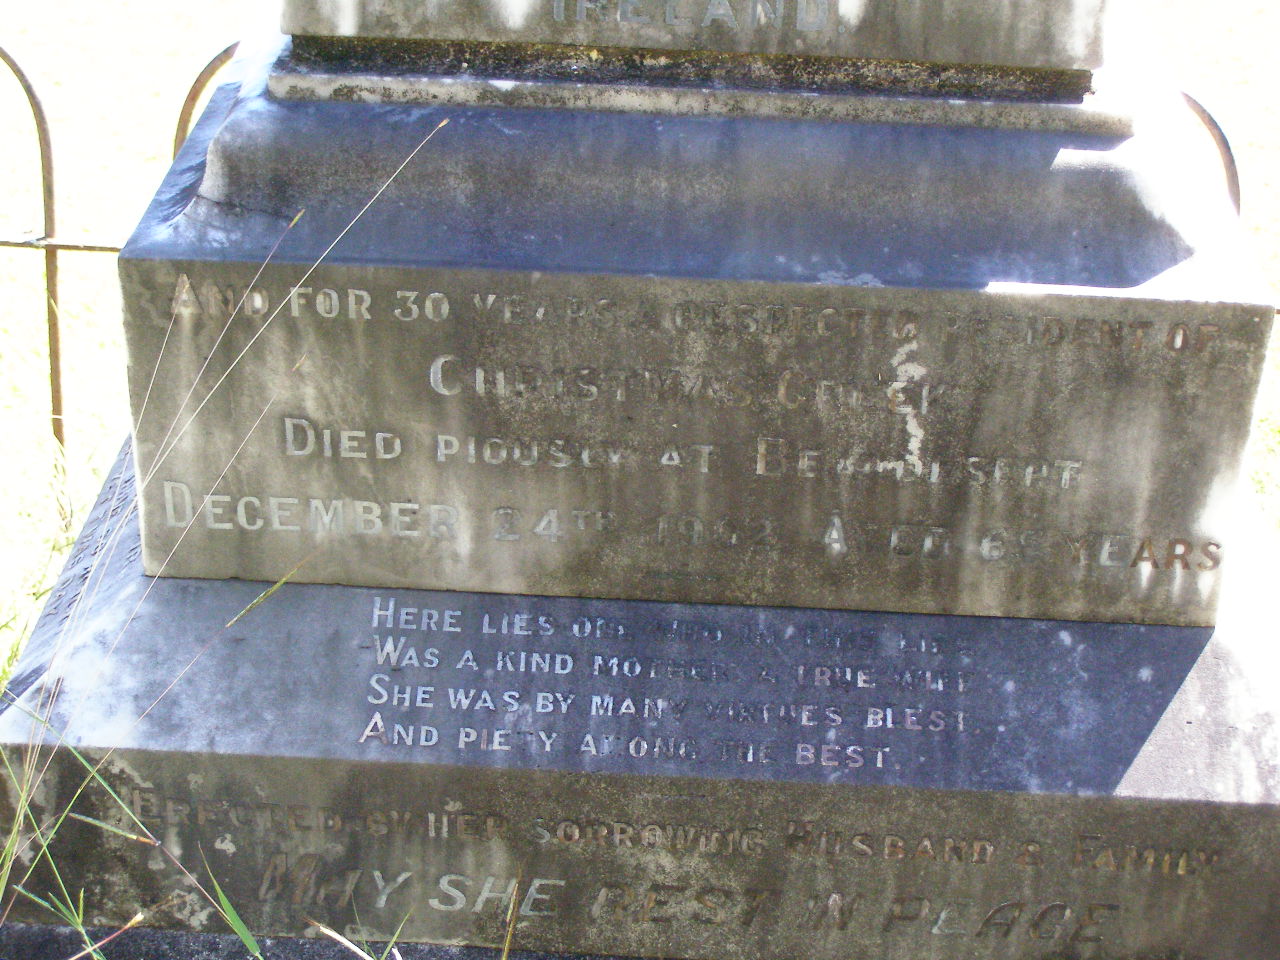 IRELAND.
AND FOR 30 YEARS A RESPECTED RESIDENT OF
CHRISTMAS CREEK
DIED PIOUSLY AT BEAUDESERT
DECEMBER 24TH 1902 AGED 63 YEARS
HERE LIES ONE WHO IN THIS LIFE
WAS A KIND MOTHER, A TRUE WIFE
SHE WAS BY MANY VIRTUES BLEST,
AND PIETY AMONG THE BEST.
ERECTED BY HER SORROWING HUSBAND & FAMILY
MAY SHE REST IN PEACE